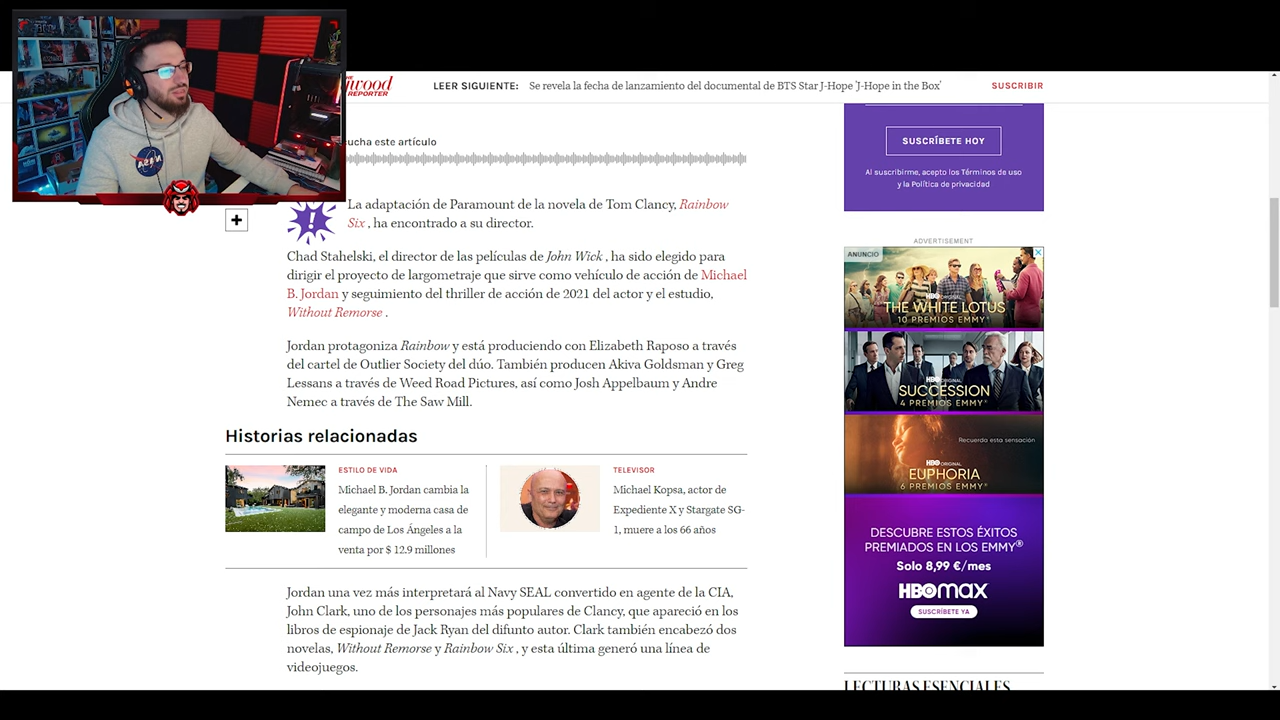 wood
REPORTER
LEER SIGUIENTE: Se revela la fecha de lanzamiento del documental de BTS Star J-Hope 'J-Hope in the Box'
SUSCRIBIR
NASA
ucha este artículo
+
!
La adaptación de Paramount de la novela de Tom Clancy, Rainbow
Six , ha encontrado a su director.
Chad Stahelski, el director de las películas de John Wick , ha sido elegido para
dirigir el proyecto de largometraje que sirve como vehículo de acción de Michael
B. Jordan y seguimiento del thriller de acción de 2021 del actor y el estudio,
Without Remorse .
Jordan protagoniza Rainbow y está produciendo con Elizabeth Raposo a través
del cartel de Outlier Society del dúo. También producen Akiva Goldsman y Greg
Lessans a través de Weed Road Pictures, así como Josh Appelbaum y Andre
Nemec a través de The Saw Mill.
Historias relacionadas
ESTILO DE VIDA
Michael B. Jordan cambia la
elegante y moderna casa de
campo de Los Ángeles a la
venta por $ 12.9 millones
TELEVISOR
Michael Kopsa, actor de
Expediente X y Stargate SG-
1, muere a los 66 años
Jordan una vez más interpretará al Navy SEAL convertido en agente de la CIA,
John Clark, uno de los personajes más populares de Clancy, que apareció en los
libros de espionaje de Jack Ryan del difunto autor. Clark también encabezó dos
novelas, Without Remorse y Rainbow Six , y esta última generó una línea de
videojuegos.
SUSCRÍBETE HOY
Al suscribirme, acepto los Términos de uso
y la Política de privacidad
ADVERTISEMENT
ANUNCIO
HBO ORIGINAL
THE WHITE LOTUS
10 PREMIOS EMMY®
HBO ORIGINAL
SUCCESSION
4 PREMIOS EMMY®
Recuerda esta sensación
HBO ORIGINAL
EUPHORIA
6 PREMIOS EMMY®
DESCUBRE ESTOS ÉXITOS
PREMIADOS EN LOS EMMY®
Solo 8,99 €/mes
HBOMAX
SUSCRÍBETE YA
LECTURAS ESENCIALES